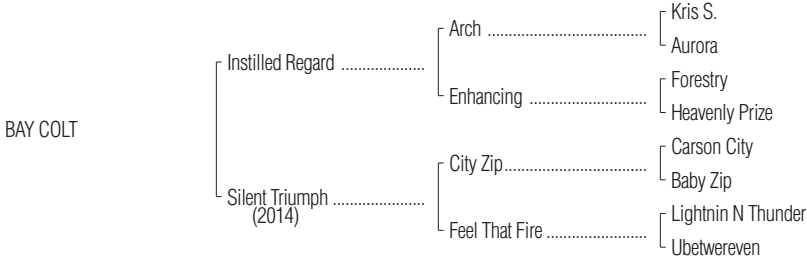 Kris S.
Arch ......................................
Aurora
Instilled Regard ....................
Forestry
Enhancing ............................
Heavenly Prize
BAY COLT
Carson City
City Zip..................................
Baby Zip
Silent Triumph ......................
(2014)
Lightnin N Thunder
Feel That Fire ........................
Ubetwereven